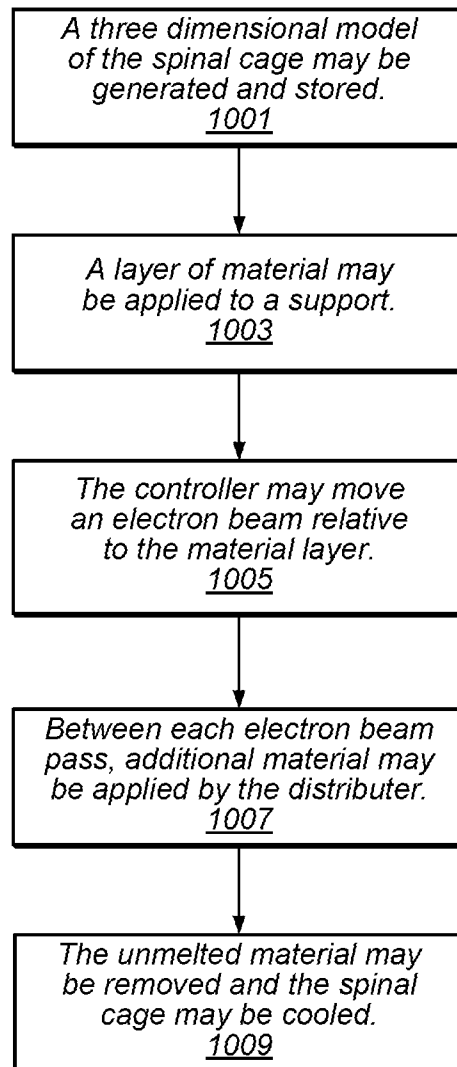 A three dimensional model
of the spinal cage may be
generated and stored.
1001
A layer of material may
be applied to a support.
1003
The controller may move
an electron beam relative
to the material layer.
1005
Between each electron beam
pass, additional material may
be applied by the distributer.
1007
The unmelted material may
be removed and the spinal
cage may be cooled.
1009